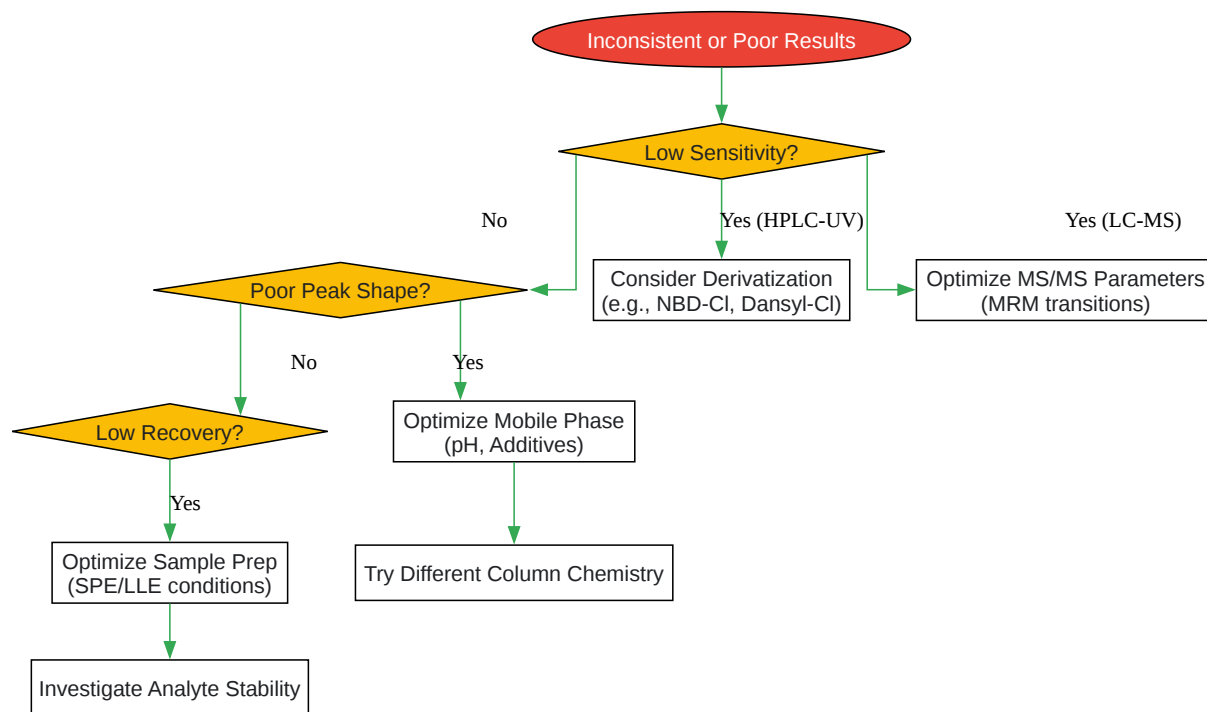 Inconsistent or Poor Results
Low Sensitivity?
No
Yes (HPLC-UV)
Yes (LC-MS)
Poor Peak Shape?
Consider Derivatization
(e.g., NBD-Cl, Dansyl-Cl)
Optimize MS/MS Parameters
(MRM transitions)
No
Yes
Low Recovery?
Optimize Mobile Phase
(pH, Additives)
Yes
Optimize Sample Prep
(SPE/LLE conditions)
Try Different Column Chemistry
Investigate Analyte Stability